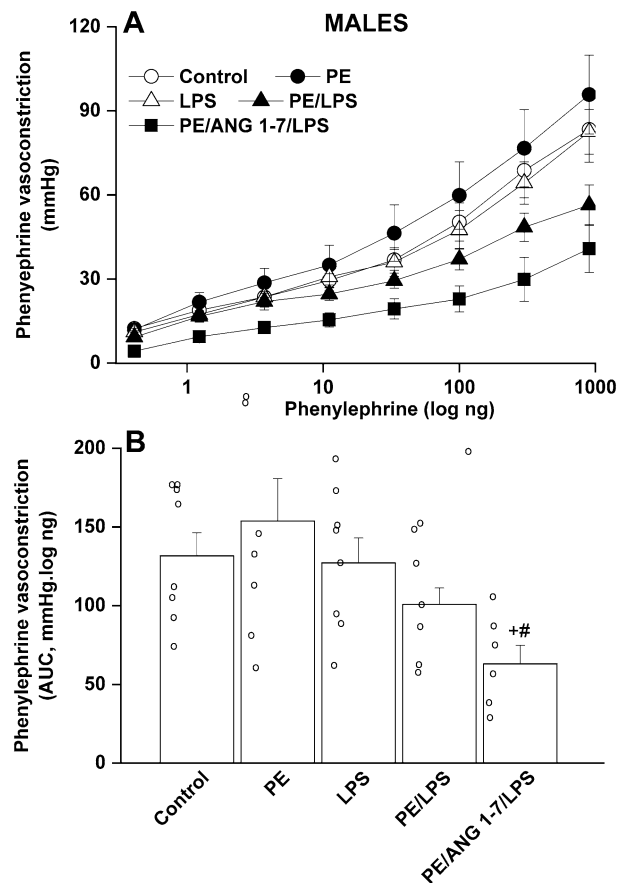 A MALES
120
90
60
30
0
Control PE
LPS PE/LPS
PE/ANG 1-7/LPS
Phenyephrine vasoconstriction
(mmHg)
1 10 100 1000
Phenylephrine (log ng)
B
200
150
100
50
0
Phenylephrine vasoconstriction
(AUC, mmHg.log ng)
+#
Control
PE
LPS
PE/LPS
PE/ANG 1-7/LPS